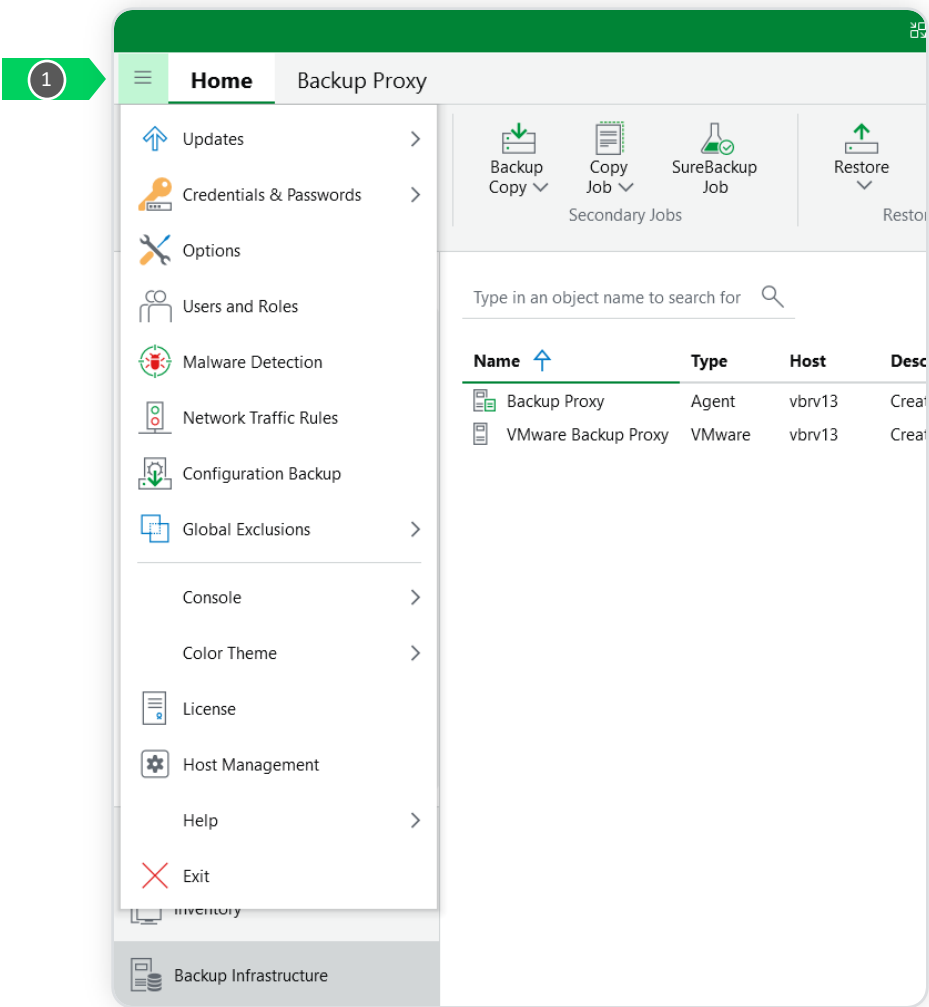 1
Home Backup Proxy
Updates
Credentials & Passwords
Options
Users and Roles
Malware Detection
Network Traffic Rules
Configuration Backup
Global Exclusions
Console
Color Theme
License
Host Management
Help
Exit
Inventory
Backup Infrastructure
Backup Copy
Copy Job
SureBackup Job
Secondary Jobs
Restore
Type in an object name to search for
Name Type Host
Backup Proxy Agent vbrv13
VMware Backup Proxy VMware vbrv13